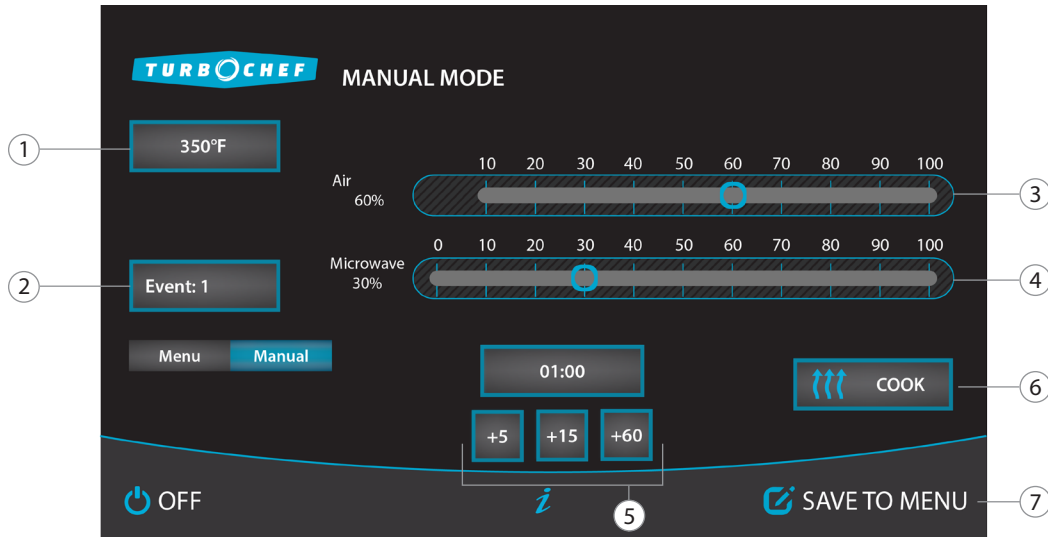 TURBOCHEF
MANUAL MODE
1
350°F
10 20 30 40 50 60 70 80 90 100
Air
60%
3
0 10 20 30 40 50 60 70 80 90 100
Microwave
30%
4
2
Event: 1
Menu Manual
01:00
COOK
6
+5 +15 +60
OFF
i
5
SAVE TO MENU
7